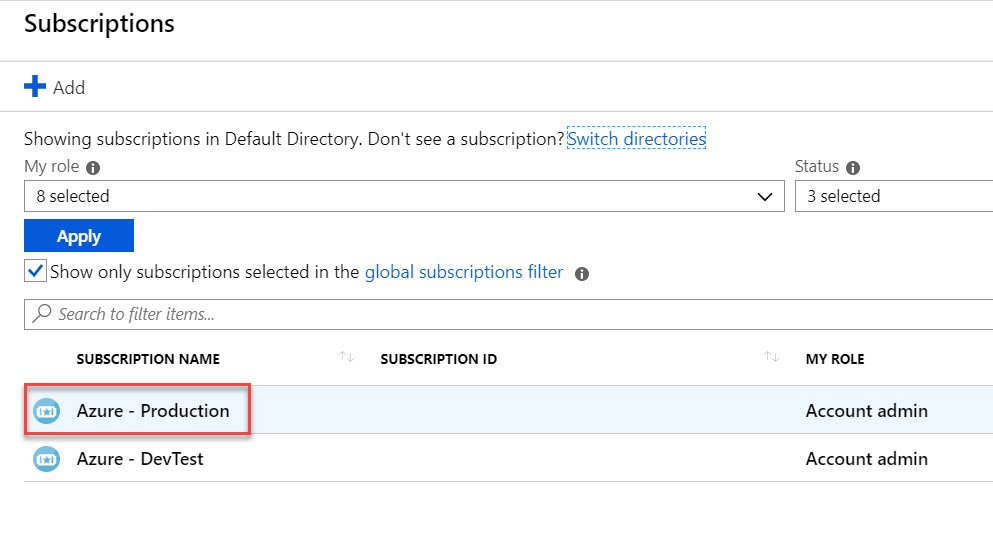 Subscriptions
Add
Showing subscriptions in Default Directory. Don't see a subscription? Switch directories
My role Status
8 selected 3 selected
Apply
Show only subscriptions selected in the global subscriptions filter
Search to filter items...
SUBSCRIPTION NAME SUBSCRIPTION ID MY ROLE
Azure - Production Account admin
Azure - DevTest Account admin